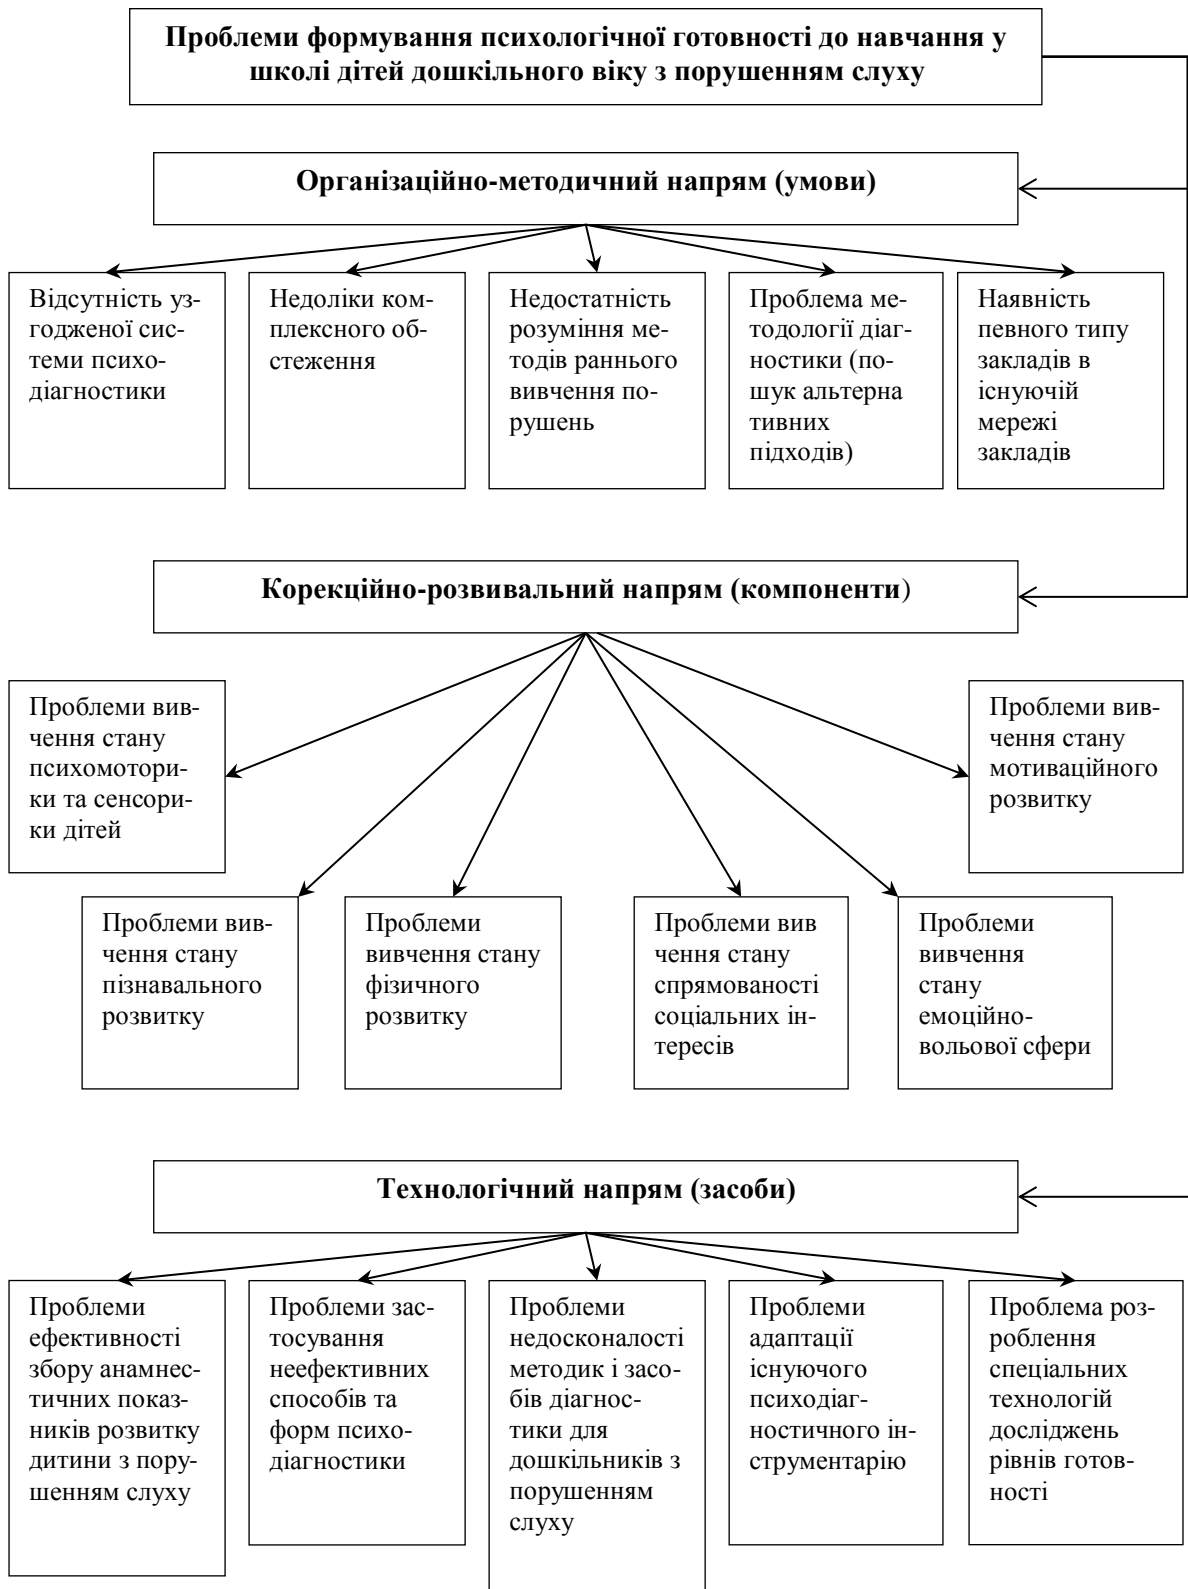 Проблеми формування психологічної готовності до навчання у
школі дітей дошкільного віку з порушенням слуху
Організаційно-методичний напрям (умови)
Відсутність уз-
годженої сис-
теми психо-
діагностики
Недоліки ком-
плексного об-
стеження
Недостатність
розуміння ме-
тодів раннього
вивчення по-
рушень
Проблема ме-
тодології діаг-
ностики (по-
шук альтерна
тивних
підходів)
Наявність
певного типу
закладів в
існуючій
мережі
закладів
Корекційно-розвивальний напрям (компоненти)
Проблеми вив-
чення стану
психомотори-
ки та сенсори-
ки дітей
Проблеми вив-
чення стану
мотиваційного
розвитку
Проблеми вив-
чення стану
пізнавального
розвитку
Проблеми
вивчення стану
фізичного
розвитку
Проблеми вив
чення стану
спрямованості
соціальних ін-
тересів
Проблеми
вивчення
стану
емоційно-
вольової сфери
Технологічний напрям (засоби)
Проблеми
ефективності
збору анамнес-
тичних показ-
ників розвитку
дитини з пору-
шенням слуху
Проблеми зас-
тосування
неефективних
способів та
форм психо-
діагностики
Проблеми
недосконалості
методик і засо-
бів діагнос-
тики для
дошкільників з
порушенням
слуху
Проблеми
адаптації
існуючого
психодіаг-
ностичного ін-
струментарію
Проблема роз-
роблення
спеціальних
технологій
досліджень
рівнів готов-
ності